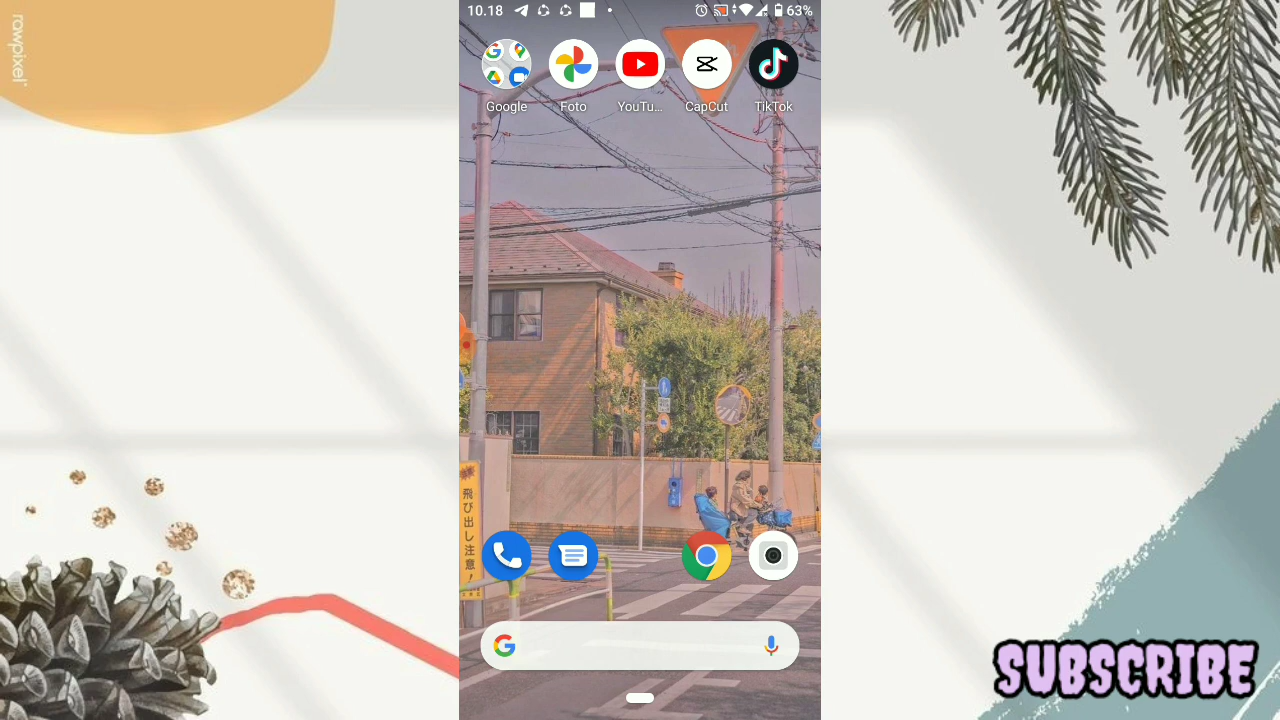 rawpixel
10.18
63%
Google
Foto
YouTu...
CapCut
TikTok
飛び出し注意!
SUBSCRIBE